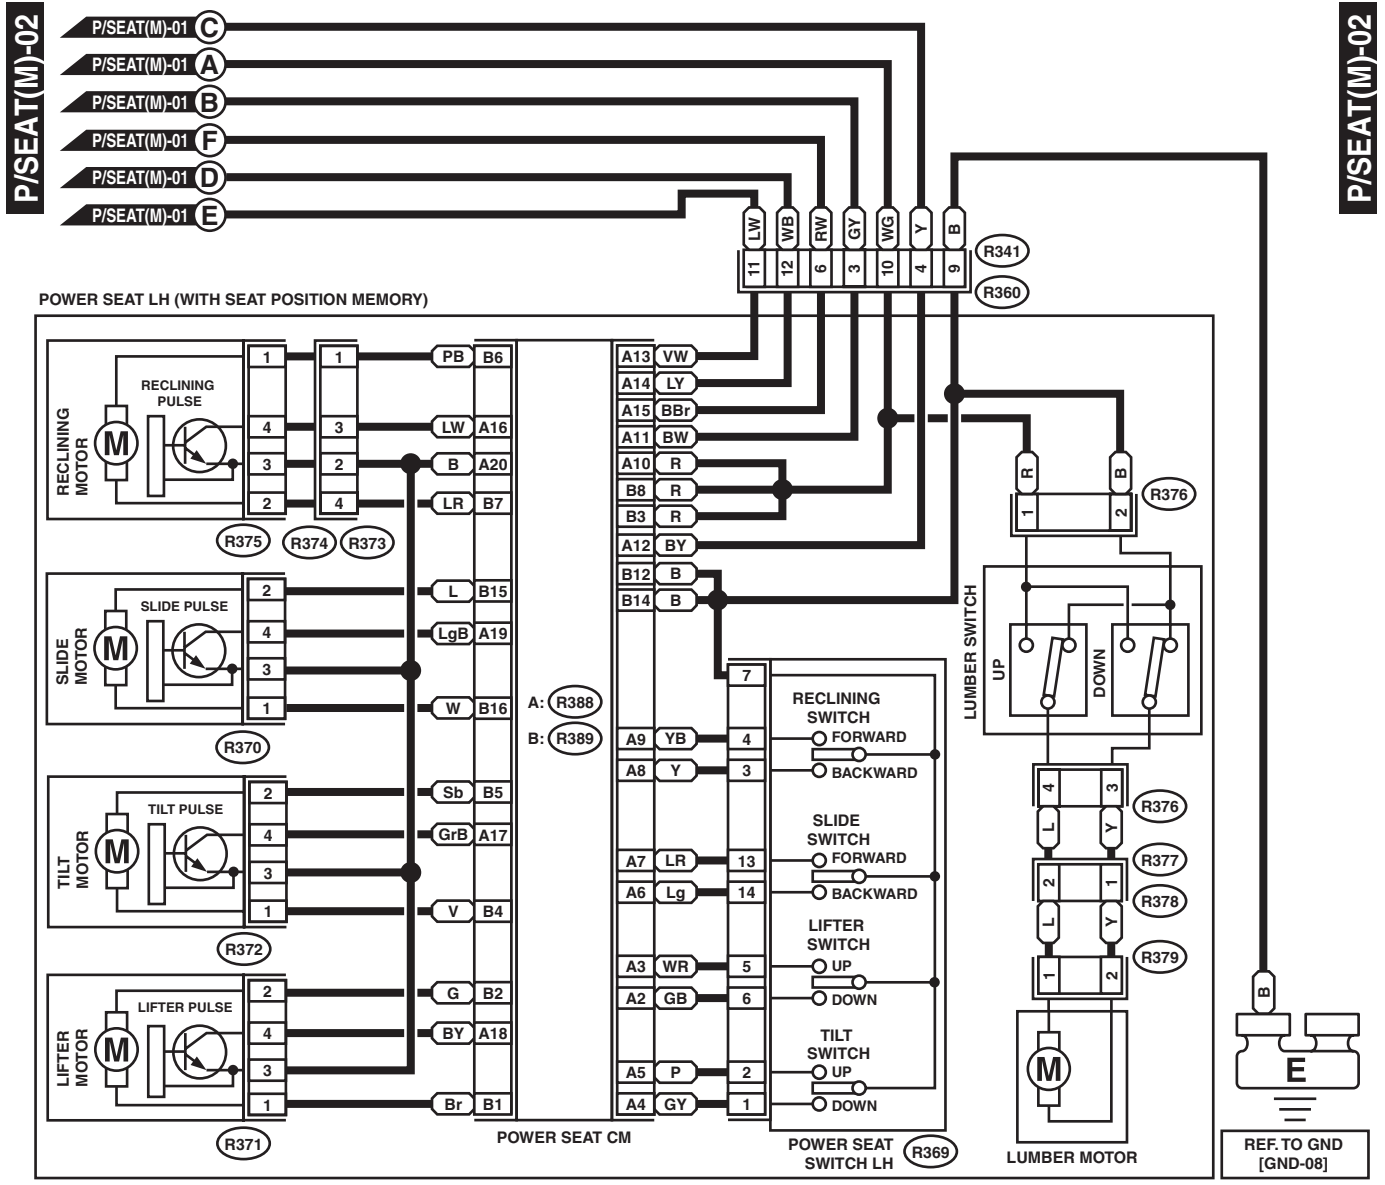 P/SEAT(M)-02
P/SEAT(M)-02
P/SEAT(M)-01 C
P/SEAT(M)-01 A
P/SEAT(M)-01 B
P/SEAT(M)-01 F
P/SEAT(M)-01 D
P/SEAT(M)-01 E
LW WB RW GY WG Y B
11 12 6 3 10 4 9
R341
R360
POWER SEAT LH (WITH SEAT POSITION MEMORY)
RECLINING
MOTOR
M
RECLINING
PULSE
1 1 PB B6
4 3 LW A16
3 2 B A20
2 4 LR B7
R375 R374 R373
SLIDE
MOTOR
M
SLIDE PULSE
2 L B15
4 LgB A19
3
1 W B16
R370
TILT
MOTOR
M
TILT PULSE
2 Sb B5
4 GrB A17
3
1 V B4
R372
LIFTER
MOTOR
M
LIFTER PULSE
2 G B2
4 BY A18
3
1 Br B1
R371
A: R388
B: R389
POWER SEAT CM
A13 VW
A14 LY
A15 BBr
A11 BW
A10 R
B8 R
B3 R
A12 BY
B12 B
B14 B
7
RECLINING
SWITCH
A9 YB 4 FORWARD
A8 Y 3 BACKWARD
SLIDE
SWITCH
A7 LR 13 FORWARD
A6 Lg 14 BACKWARD
LIFTER
SWITCH
A3 WR 5 UP
A2 GB 6 DOWN
TILT
SWITCH
A5 P 2 UP
A4 GY 1 DOWN
POWER SEAT
SWITCH LH
R369
R B
1 2
R376
LUMBER SWITCH
UP
DOWN
4 3
R376
L Y
R377
2 1
R378
L Y
R379
1 2
M
LUMBER MOTOR
B
E
REF. TO GND
[GND-08]